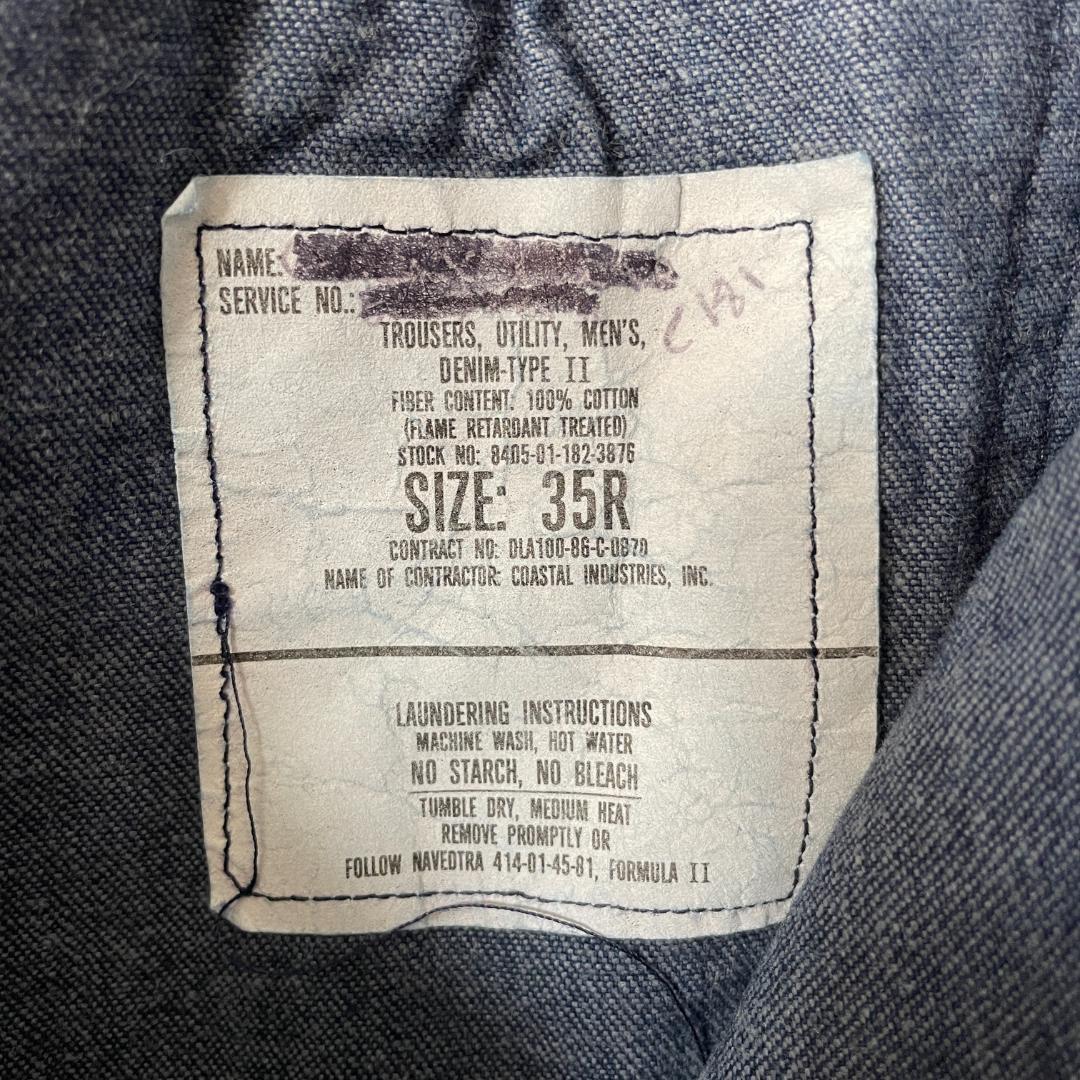 NAME:
SERVICE NO.:
C181
TROUSERS, UTILITY, MEN'S,
DENIM-TYPE II
FIBER CONTENT: 100% COTTON
(FLAME RETARDANT TREATED)
STOCK NO: 8405-01-182-3876
SIZE: 35R
CONTRACT NO: DLA100-86-C-0870
NAME OF CONTRACTOR: COASTAL INDUSTRIES, INC.
LAUNDERING INSTRUCTIONS
MACHINE WASH, HOT WATER
NO STARCH, NO BLEACH
TUMBLE DRY, MEDIUM HEAT
REMOVE PROMPTLY OR
FOLLOW NAVEDTRA 414-01-45-81, FORMULA II